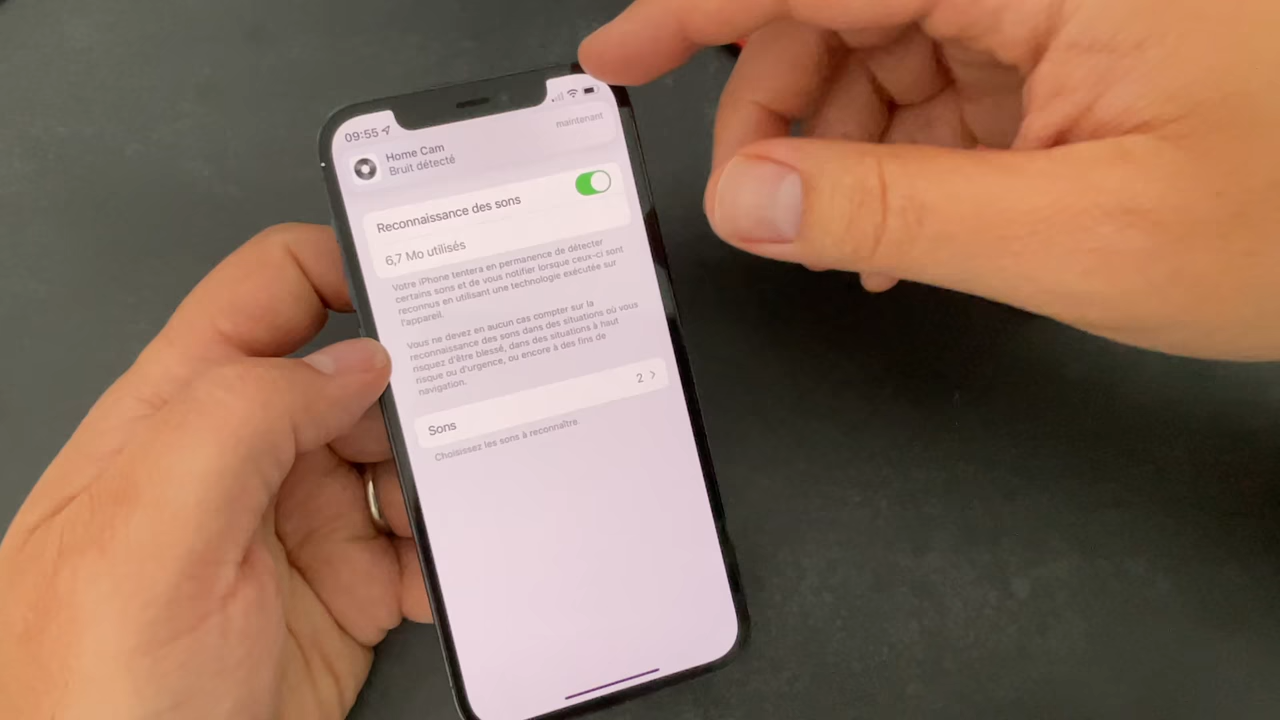 09:55
maintenant
Home Cam
Bruit détecté
Reconnaissance des sons
6,7 Mo utilisés
Votre iPhone tentera en permanence de détecter
certains sons et de vous notifier lorsque ceux-ci sont
reconnus en utilisant une technologie exécutée sur
l'appareil.
Vous ne devez en aucun cas compter sur la
reconnaissance des sons dans des situations où vous
risquez d'être blessé, dans des situations à haut
risque ou d'urgence, ou encore à des fins de
navigation.
Sons 2
Choisissez les sons à reconnaître.